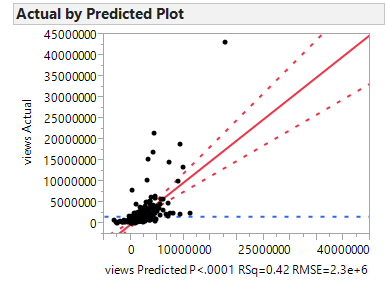 Actual by Predicted Plot
45000000
40000000
35000000
30000000
25000000
20000000
15000000
10000000
5000000
0
views Actual
0 10000000 25000000 40000000
views Predicted P<.0001 RSq=0.42 RMSE=2.3e+6